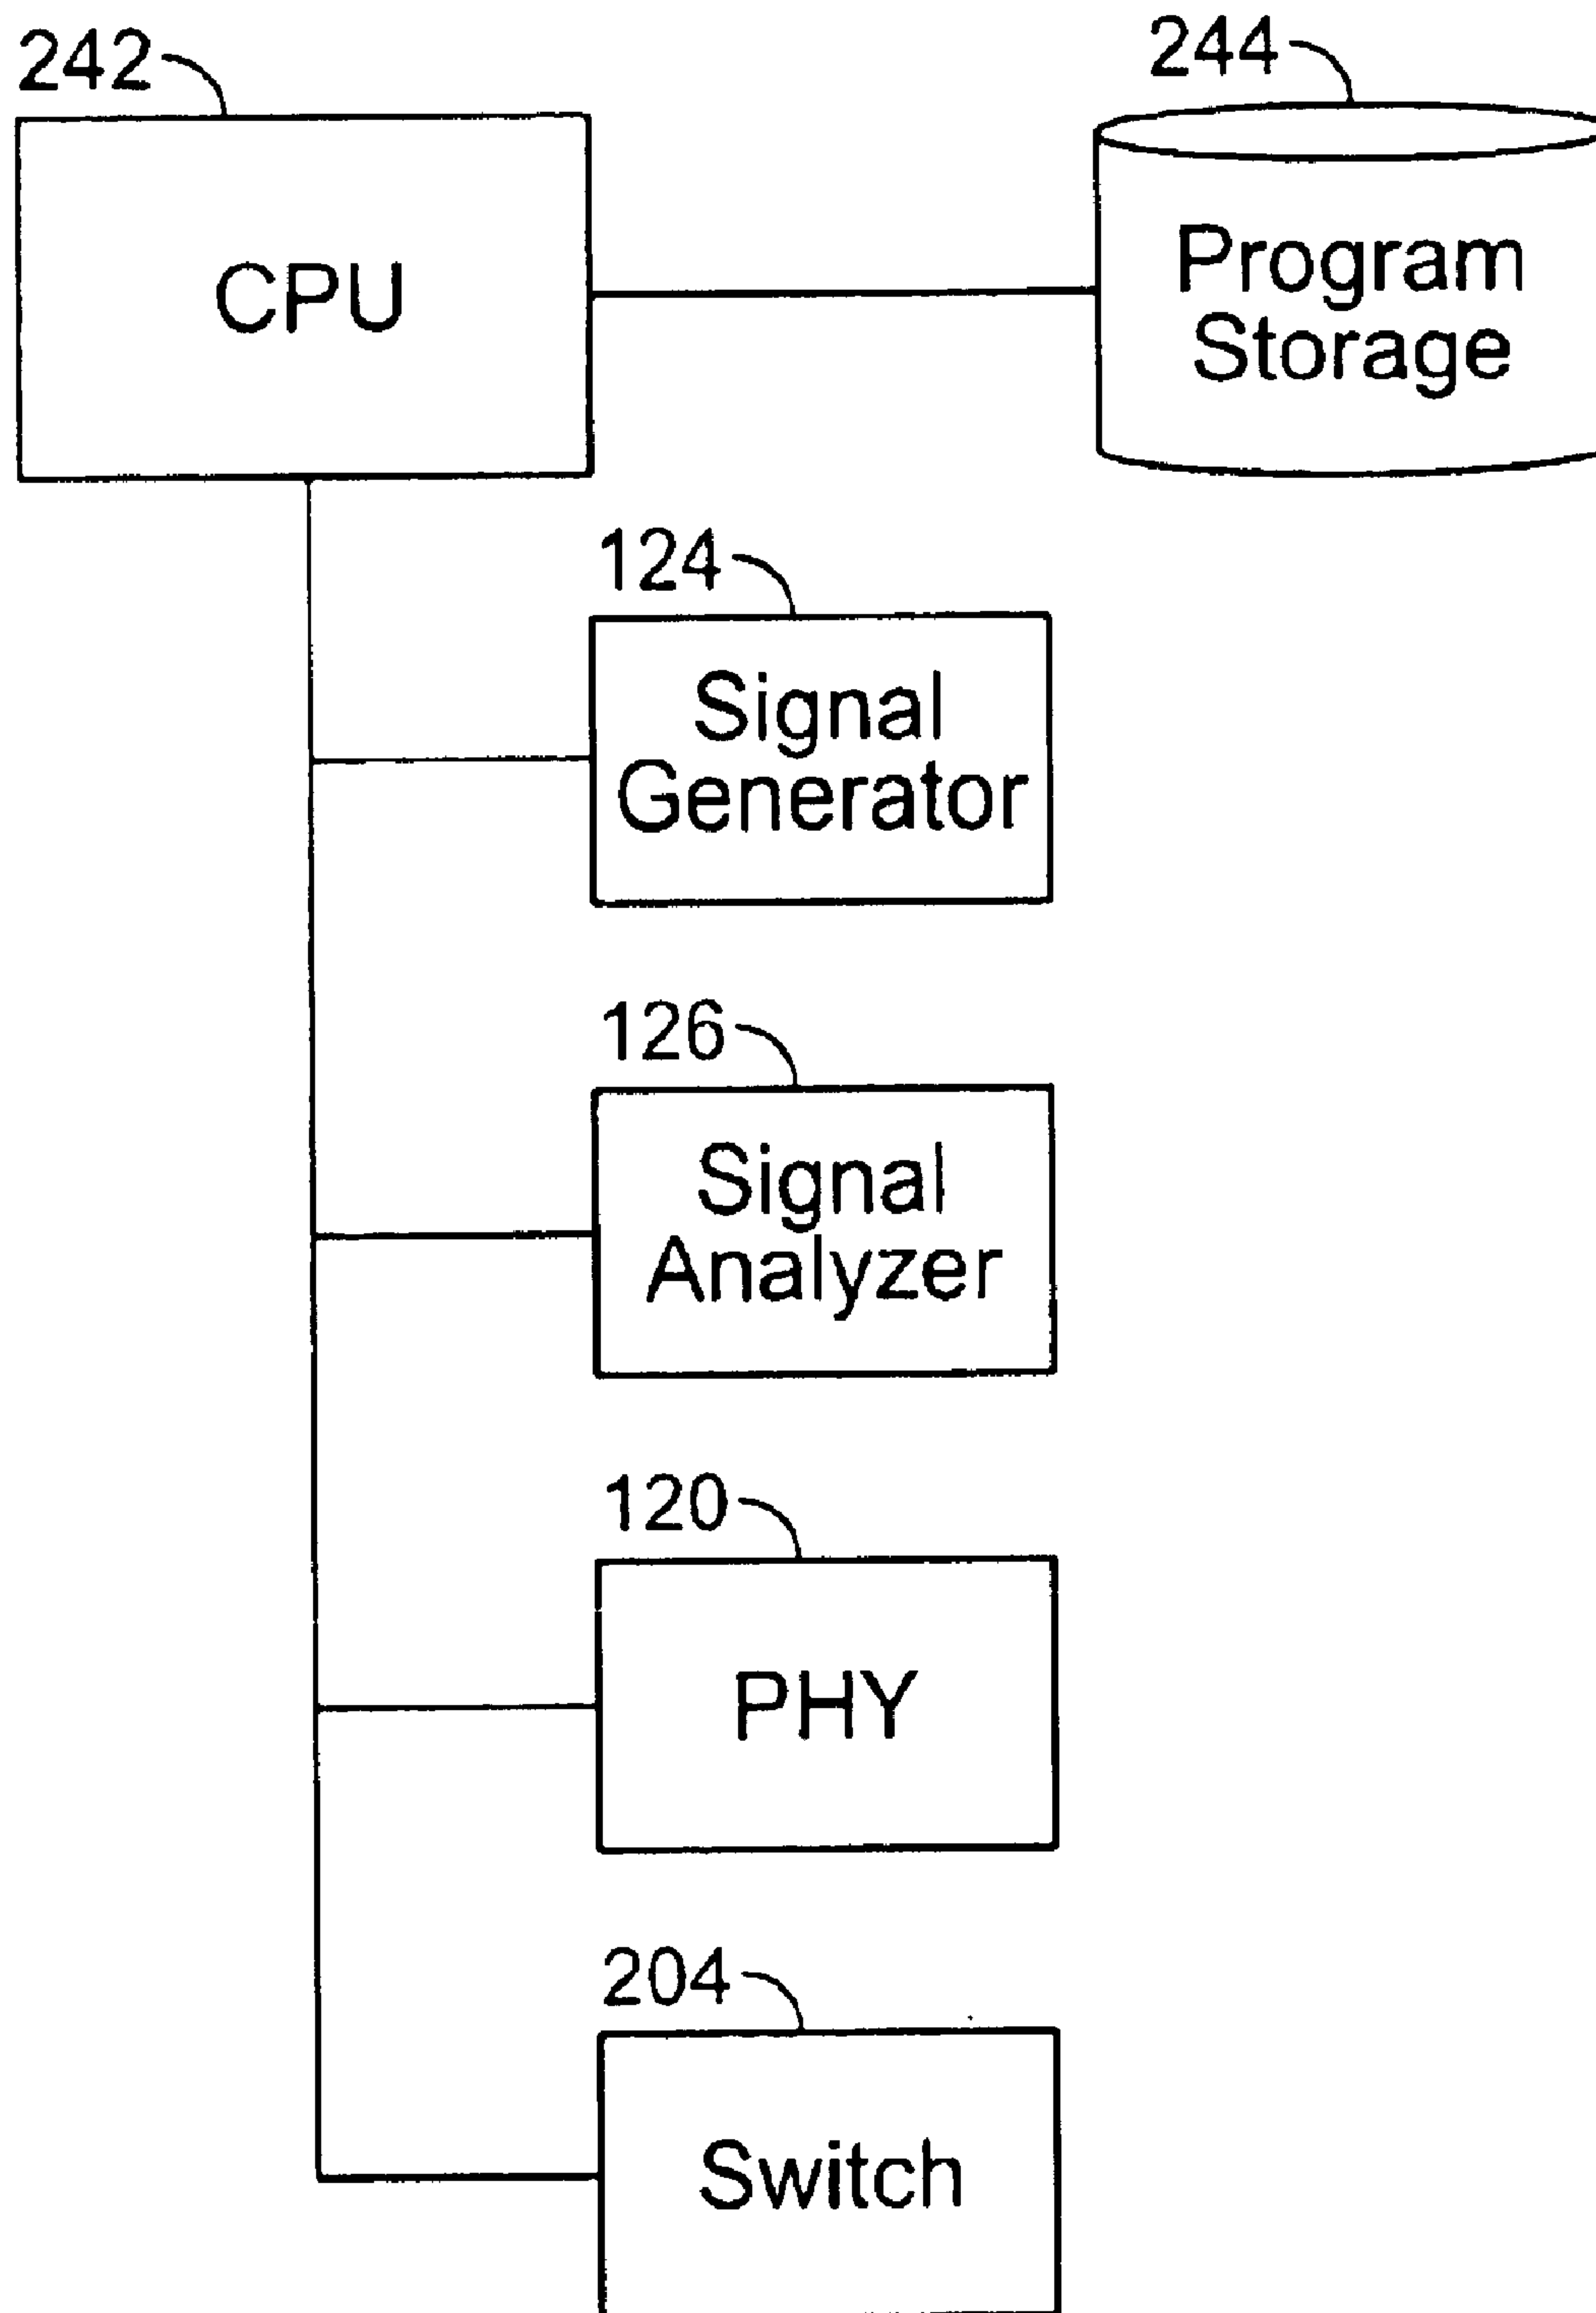 242
244
CPU
Program
Storage
124
Signal
Generator
126
Signal
Analyzer
120
PHY
204
Switch